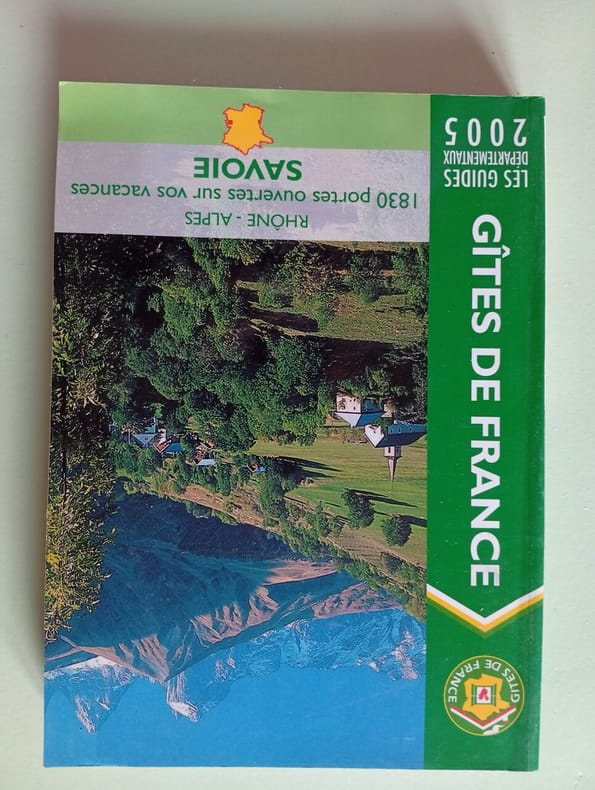 GÎTES DE FRANCE
GÎTES DE FRANCE
LES GUIDES
DÉPARTEMENTAUX
2005
RHÔNE - ALPES
1830 portes ouvertes sur vos vacances
SAVOIE